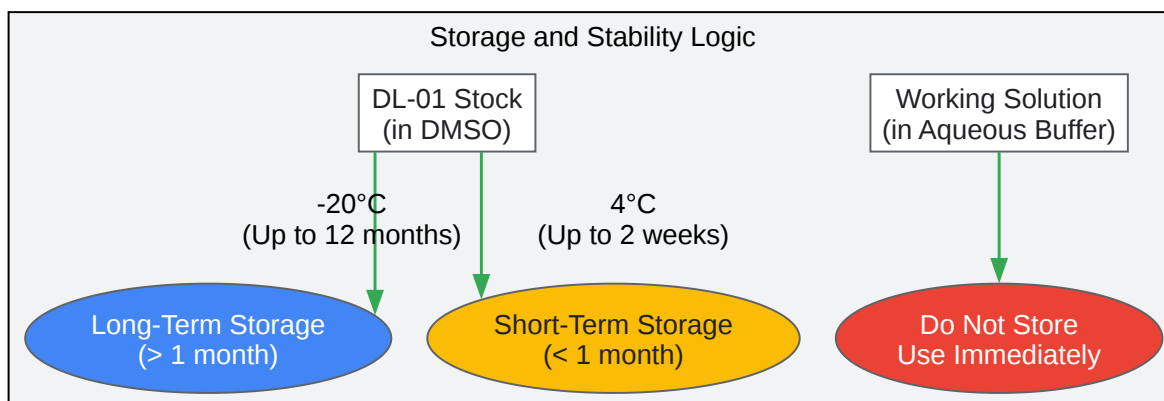 Storage and Stability Logic
DL-01 Stock
(in DMSO)
Working Solution
(in Aqueous Buffer)
-20°C
(Up to 12 months)
4°C
(Up to 2 weeks)
Long-Term Storage
(> 1 month)
Short-Term Storage
(< 1 month)
Do Not Store
Use Immediately